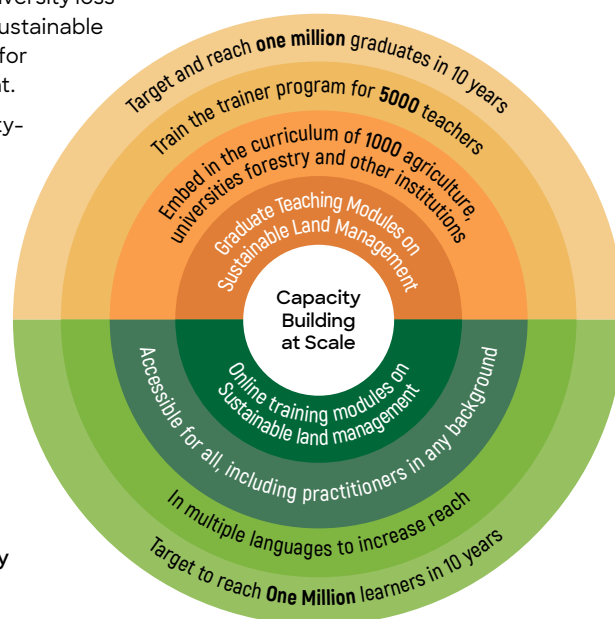 versity loss
ustainable
for
t.
ty-
y
Target and reach one million graduates in 10 years
Train the trainer program for 5000 teachers
Embed in the curriculum of 1000 agriculture,
universities forestry and other institutions
Graduate Teaching Modules on
Sustainable Land Management
Capacity
Building
at Scale
Online training modules on
Sustainable land management
Accessible for all, including practitioners in any background
In multiple languages to increase reach
Target to reach One Million learners in 10 years